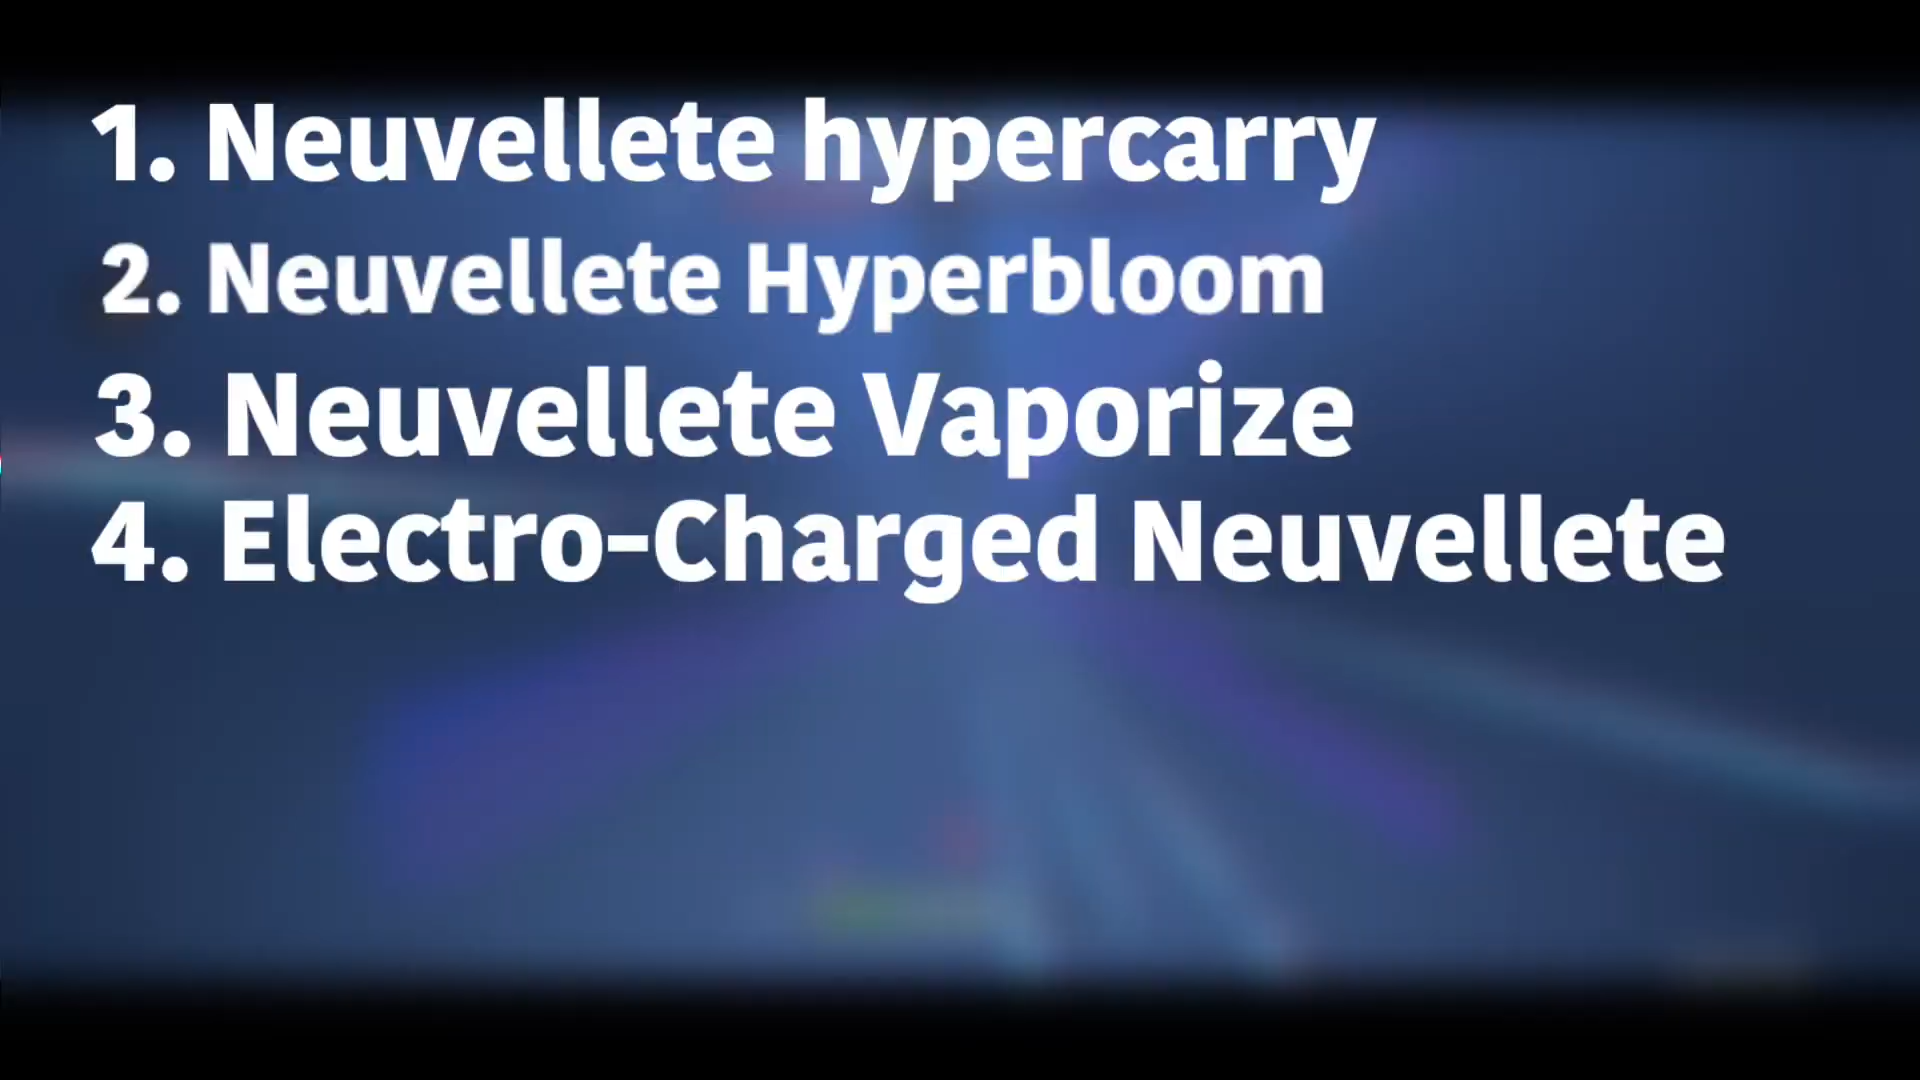 1. Neuvellete hypercarry
2. Neuvellete Hyperbloom
3. Neuvellete Vaporize
4. Electro-Charged Neuvellete